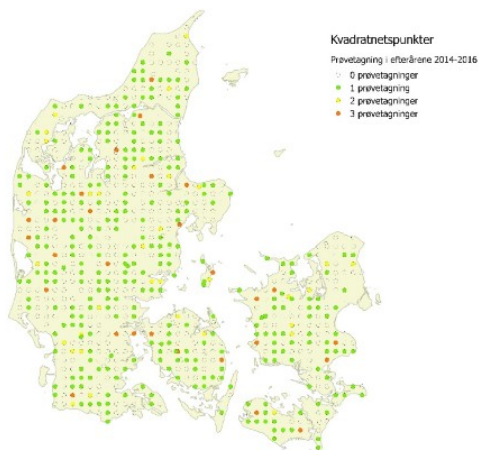 Kvadratnetspunkter
Prøvetagning i efterårene 2014-2016
0 prøvetagninger
1 prøvetagning
2 prøvetagninger
3 prøvetagninger